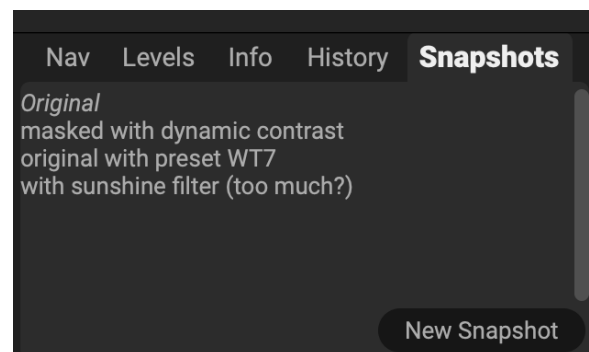 Nav Levels Info History Snapshots
Original
masked with dynamic contrast
original with preset WT7
with sunshine filter (too much?)
New Snapshot